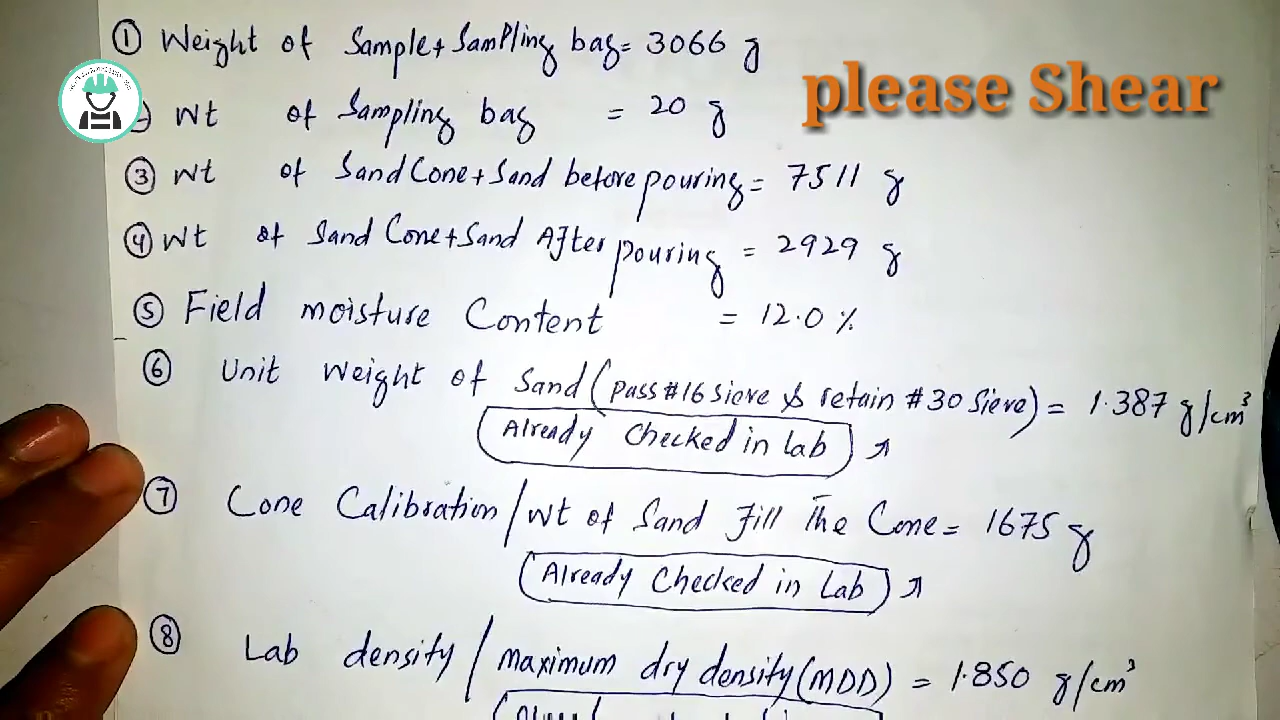 ① Weight of Sample+Sampling bag= 3066 g
please Shear
wt of Sampling bag = 20 g
③ wt of Sand Cone+Sand before pouring= 7511 g
④ wt of Sand Cone+Sand After pouring = 2929 g
⑤ Field moisture Content = 12.0 %
⑥ Unit Weight of Sand (pass #16 sieve & retain #30 Sieve) = 1.387 g/cm³
Already Checked in lab
⑦ Cone Calibration/wt of Sand fill The Cone= 1675 g
Already Checked in Lab
⑧ Lab density/maximum dry density(MDD) = 1.850 g/cm³